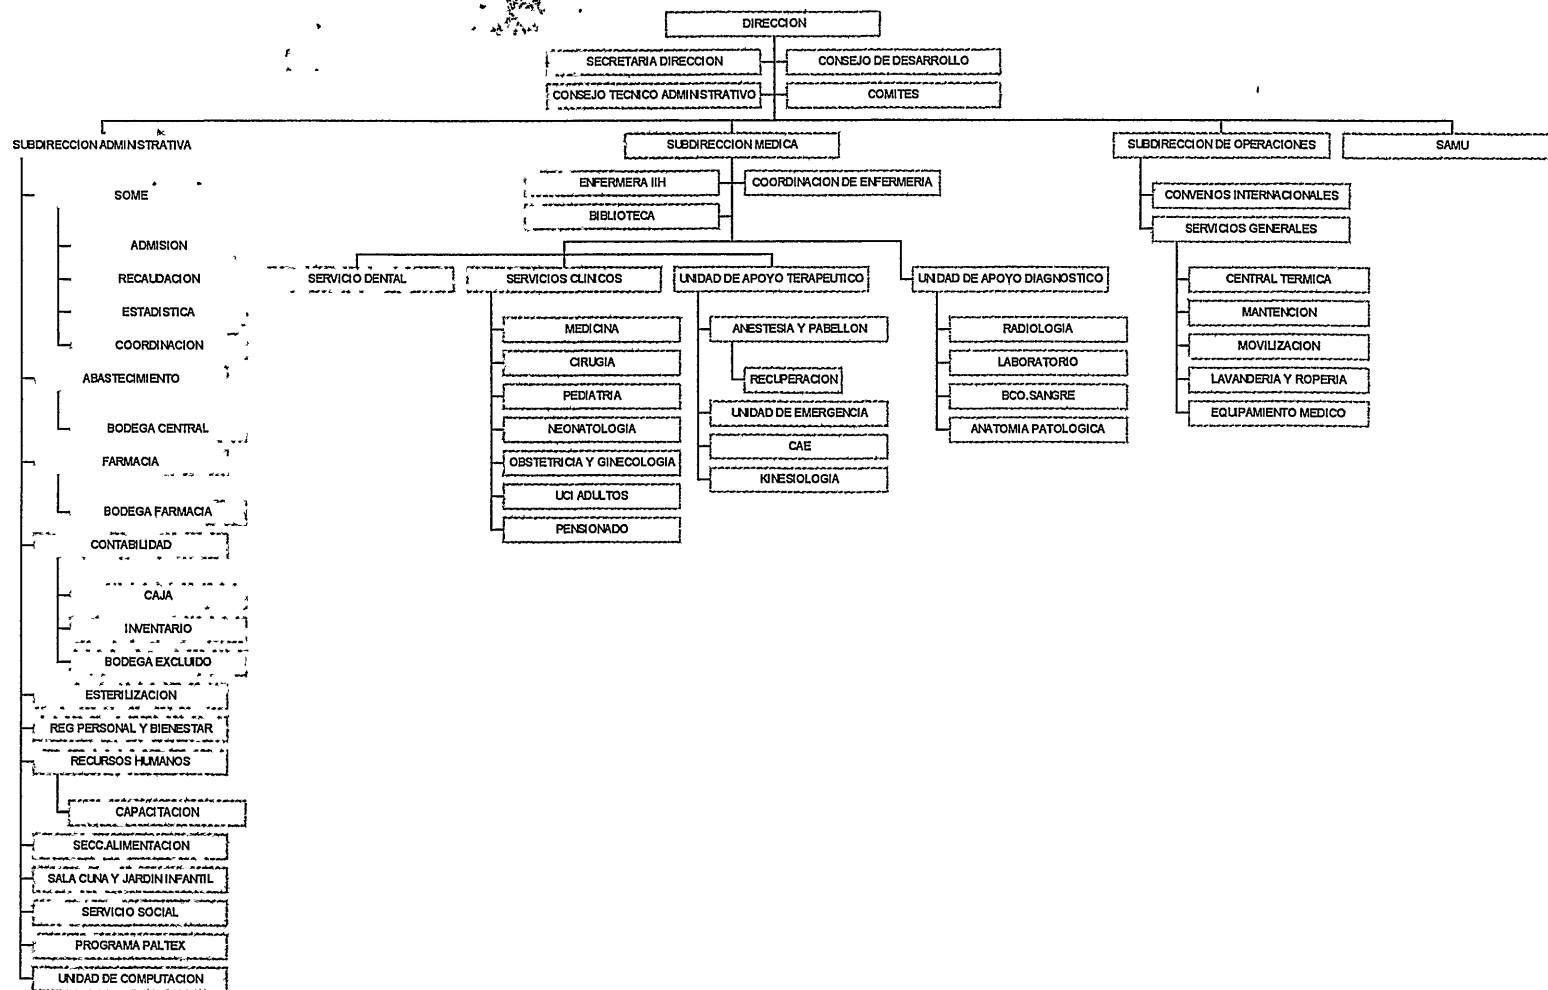 DIRECCION
SECRETARIA DIRECCION
CONSEJO DE DESARROLLO
CONSEJO TECNICO ADMINISTRATIVO
COMITES
SUBDIRECCION ADMINISTRATIVA
SOME
ADMISION
RECAUDACION
ESTADISTICA
COORDINACION
ABASTECIMIENTO
BODEGA CENTRAL
FARMACIA
BODEGA FARMACIA
CONTABILIDAD
CAJA
INVENTARIO
BODEGA EXCLUIDO
ESTERILIZACION
REG PERSONAL Y BIENESTAR
RECURSOS HUMANOS
CAPACITACION
SECC.ALIMENTACION
SALA CUNA Y JARDIN INFANTIL
SERVICIO SOCIAL
PROGRAMA PALTEX
UNIDAD DE COMPUTACION
SUBDIRECCION MEDICA
ENFERMERA IIH
COORDINACION DE ENFERMERIA
BIBLIOTECA
SERVICIO DENTAL
SERVICIOS CLINICOS
MEDICINA
CIRUGIA
PEDIATRIA
NEONATOLOGIA
OBSTETRICIA Y GINECOLOGIA
UCI ADULTOS
PENSIONADO
UNIDAD DE APOYO TERAPEUTICO
ANESTESIA Y PABELLON
RECUPERACION
UNIDAD DE EMERGENCIA
CAE
KINESIOLOGIA
UNIDAD DE APOYO DIAGNOSTICO
RADIOLOGIA
LABORATORIO
BCO.SANGRE
ANATOMIA PATOLOGICA
SUBDIRECCION DE OPERACIONES
CONVENIOS INTERNACIONALES
SERVICIOS GENERALES
CENTRAL TERMICA
MANTENCION
MOVILIZACION
LAVANDERIA Y ROPERIA
EQUIPAMIENTO MEDICO
SAMU